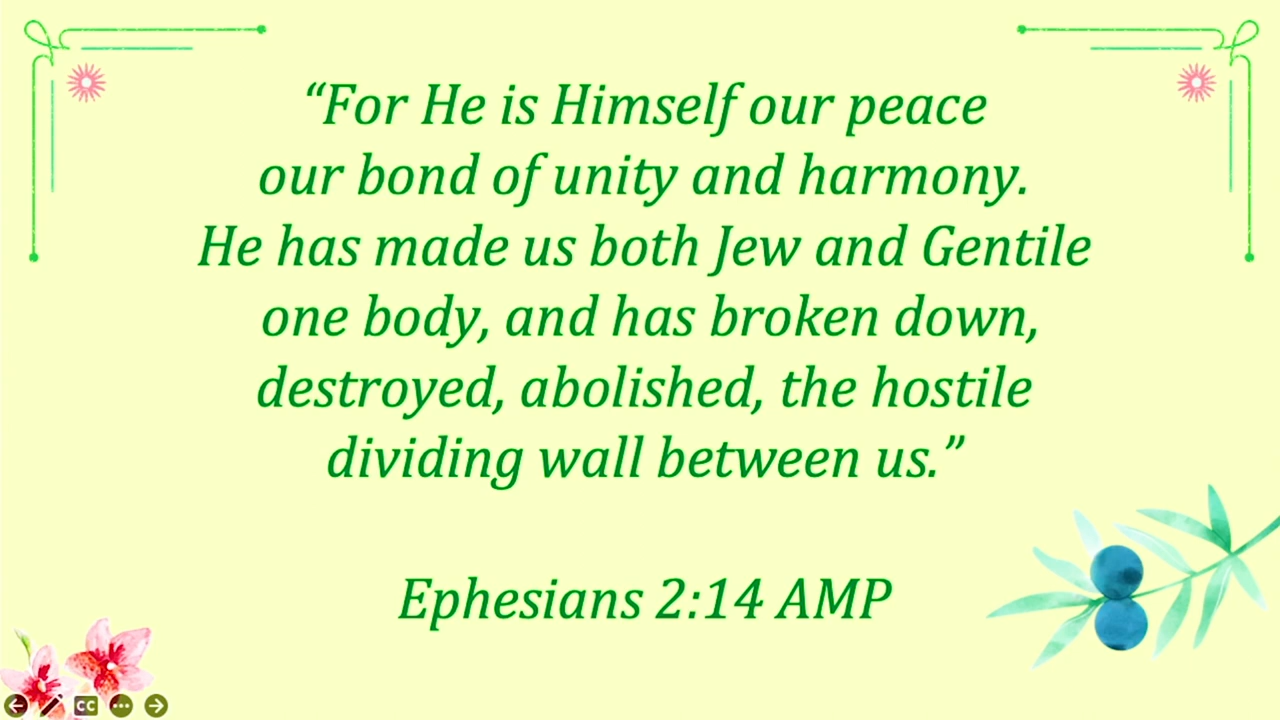 “For He is Himself our peace
our bond of unity and harmony.
He has made us both Jew and Gentile
one body, and has broken down,
destroyed, abolished, the hostile
dividing wall between us.”
Ephesians 2:14 AMP
CC